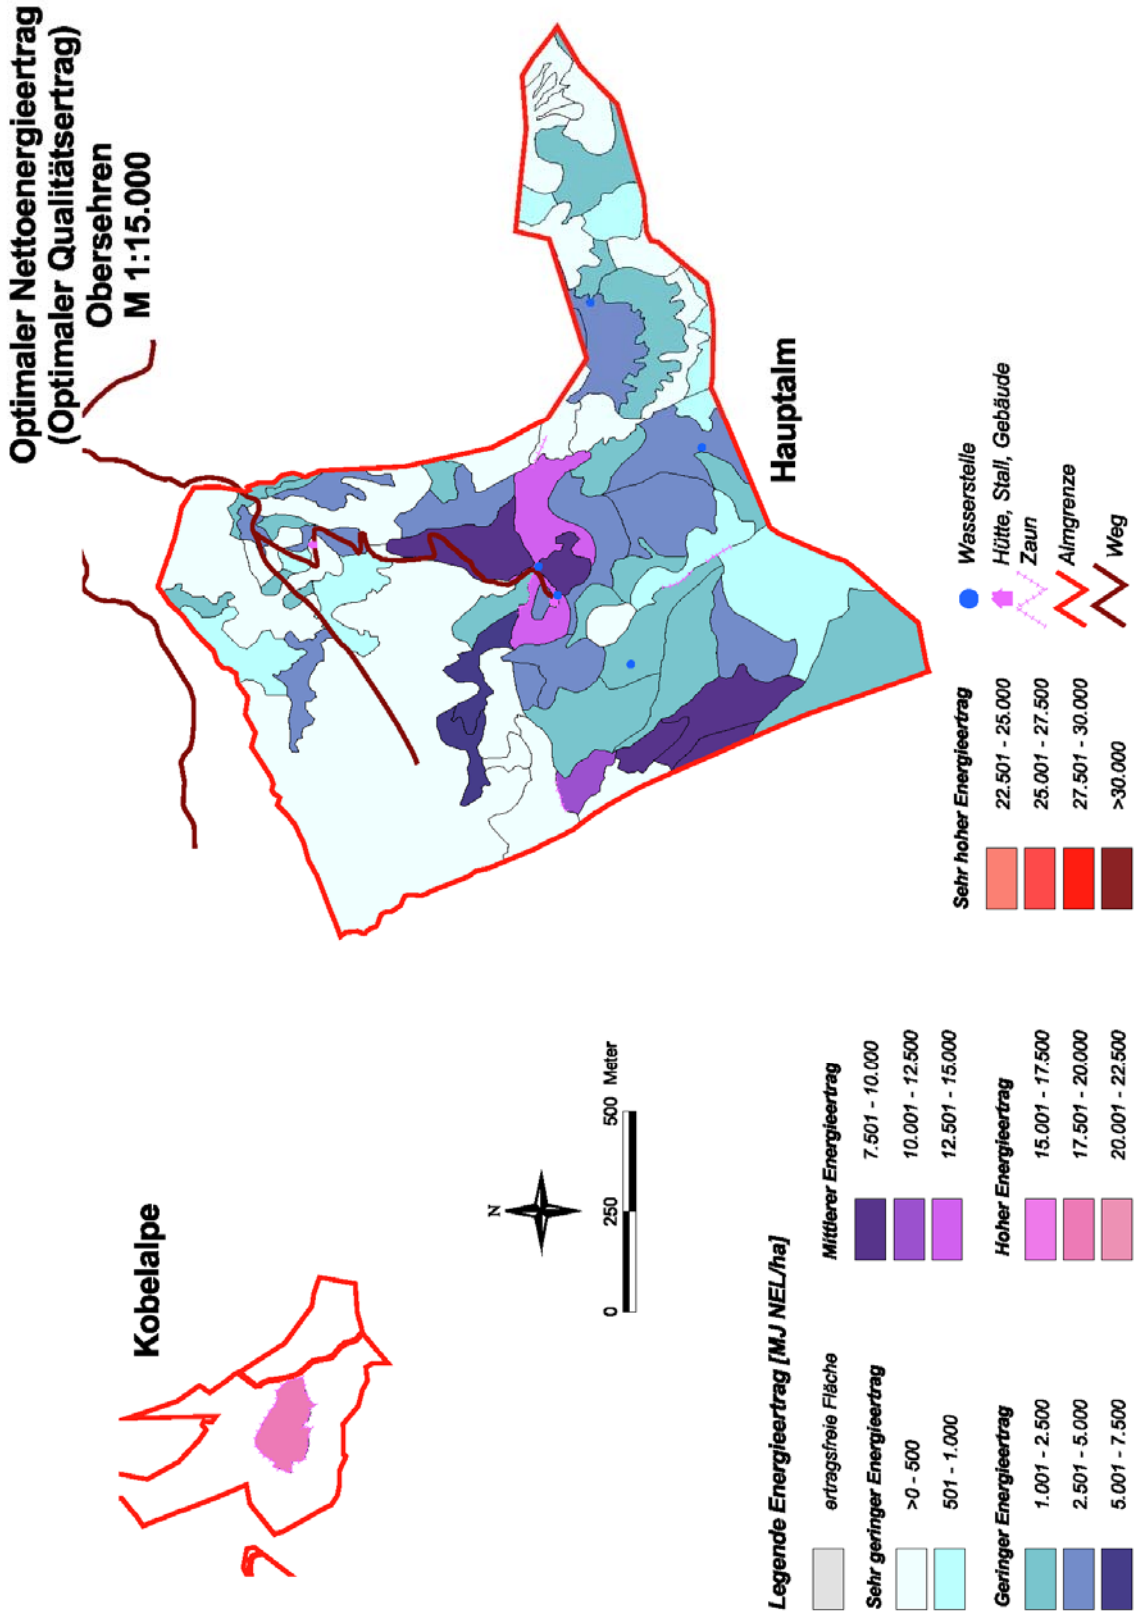 Optimaler Nettoenergieertrag
(Optimaler Qualitätsertrag)
Obersehren
M 1:15.000
Kobelalpe
Hauptalm
N
0 250 500 Meter
Legende Energieertrag [MJ NEL/ha]
ertragsfreie Fläche
Sehr geringer Energieertrag
>0 - 500
501 - 1.000
Geringer Energieertrag
1.001 - 2.500
2.501 - 5.000
5.001 - 7.500
Mittlerer Energieertrag
7.501 - 10.000
10.001 - 12.500
12.501 - 15.000
Hoher Energieertrag
15.001 - 17.500
17.501 - 20.000
20.001 - 22.500
Sehr hoher Energieertrag
22.501 - 25.000
25.001 - 27.500
27.501 - 30.000
>30.000
Wasserstelle
Hütte, Stall, Gebäude
Zaun
Almgrenze
Weg